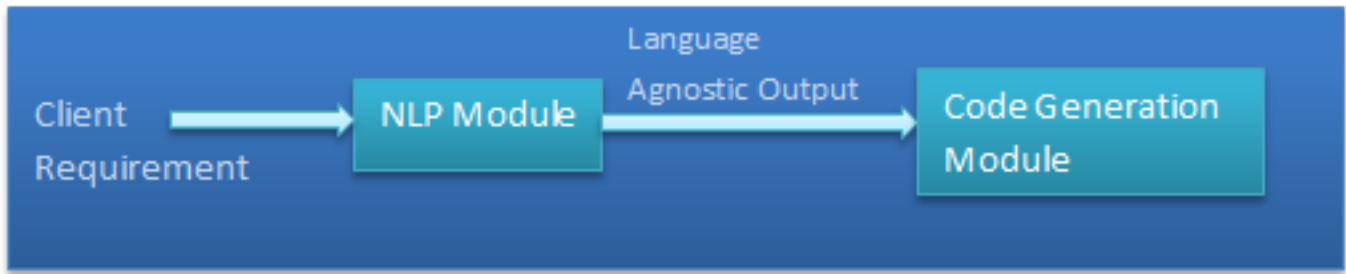 Client
Requirement
NLP Module
Language
Agnostic Output
Code Generation
Module